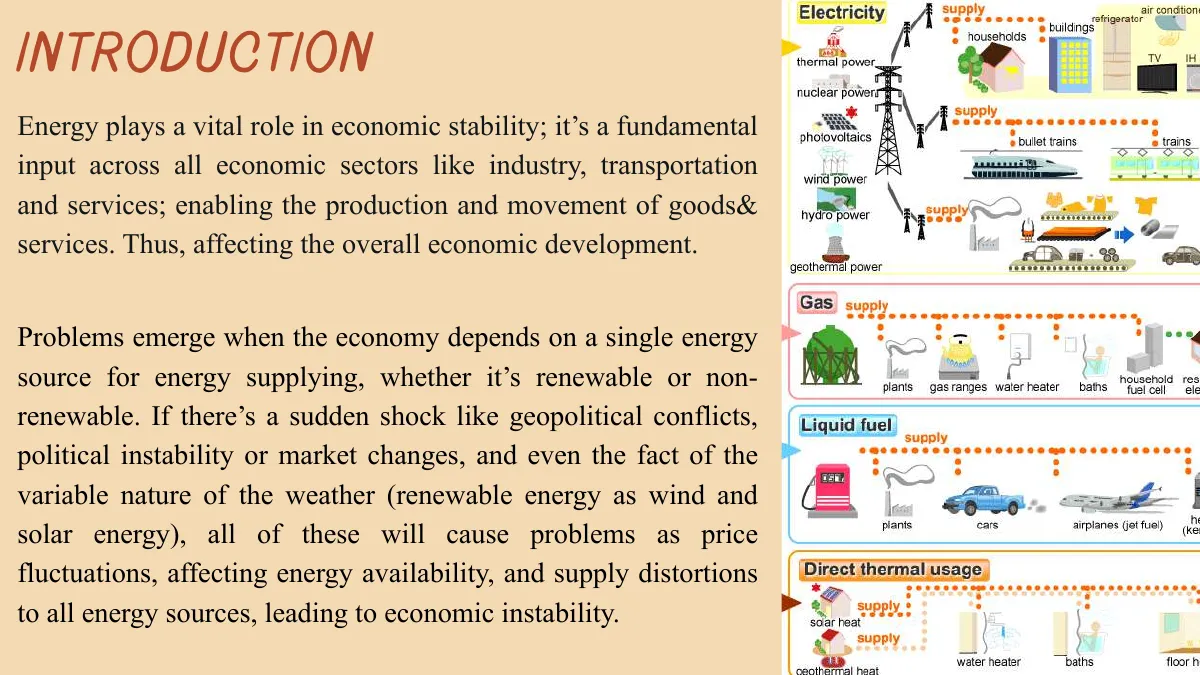 INTRODUCTION
Energy plays a vital role in economic stability; it’s a fundamental
input across all economic sectors like industry, transportation
and services; enabling the production and movement of goods&
services. Thus, affecting the overall economic development.
Problems emerge when the economy depends on a single energy
source for energy supplying, whether it’s renewable or non-
renewable. If there’s a sudden shock like geopolitical conflicts,
political instability or market changes, and even the fact of the
variable nature of the weather (renewable energy as wind and
solar energy), all of these will cause problems as price
fluctuations, affecting energy availability, and supply distortions
to all energy sources, leading to economic instability.
Electricity
supply
air condition
refrigerator
buildings
households
TV
IH
thermal power
nuclear power
photovoltaics
wind power
hydro power
geothermal power
supply
bullet trains
trains
supply
Gas
supply
plants
gas ranges
water heater
baths
household
fuel cell
res
ele
Liquid fuel
supply
plants
cars
airplanes (jet fuel)
he
(ke
Direct thermal usage
supply
solar heat
supply
geothermal heat
water heater
baths
floor h